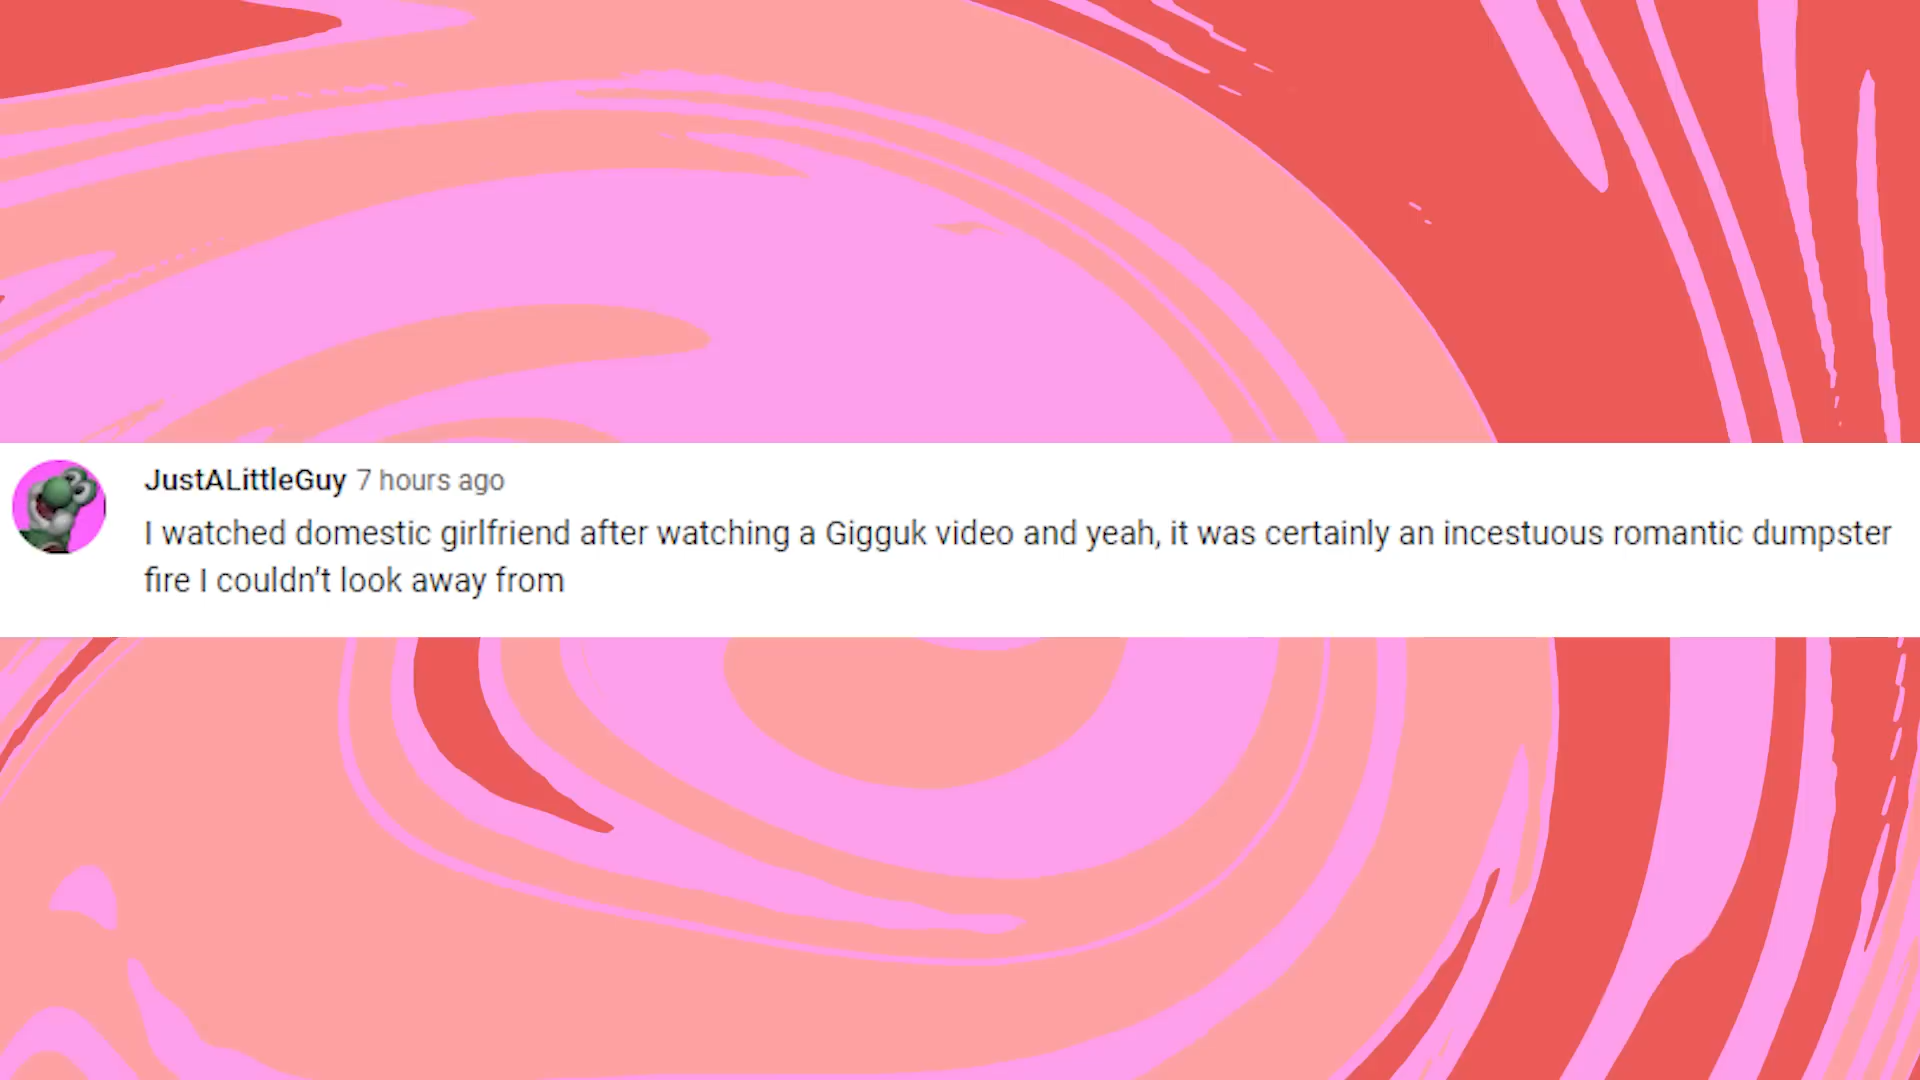 JustALittleGuy 7 hours ago
I watched domestic girlfriend after watching a Gigguk video and yeah, it was certainly an incestuous romantic dumpster
fire I couldn’t look away from